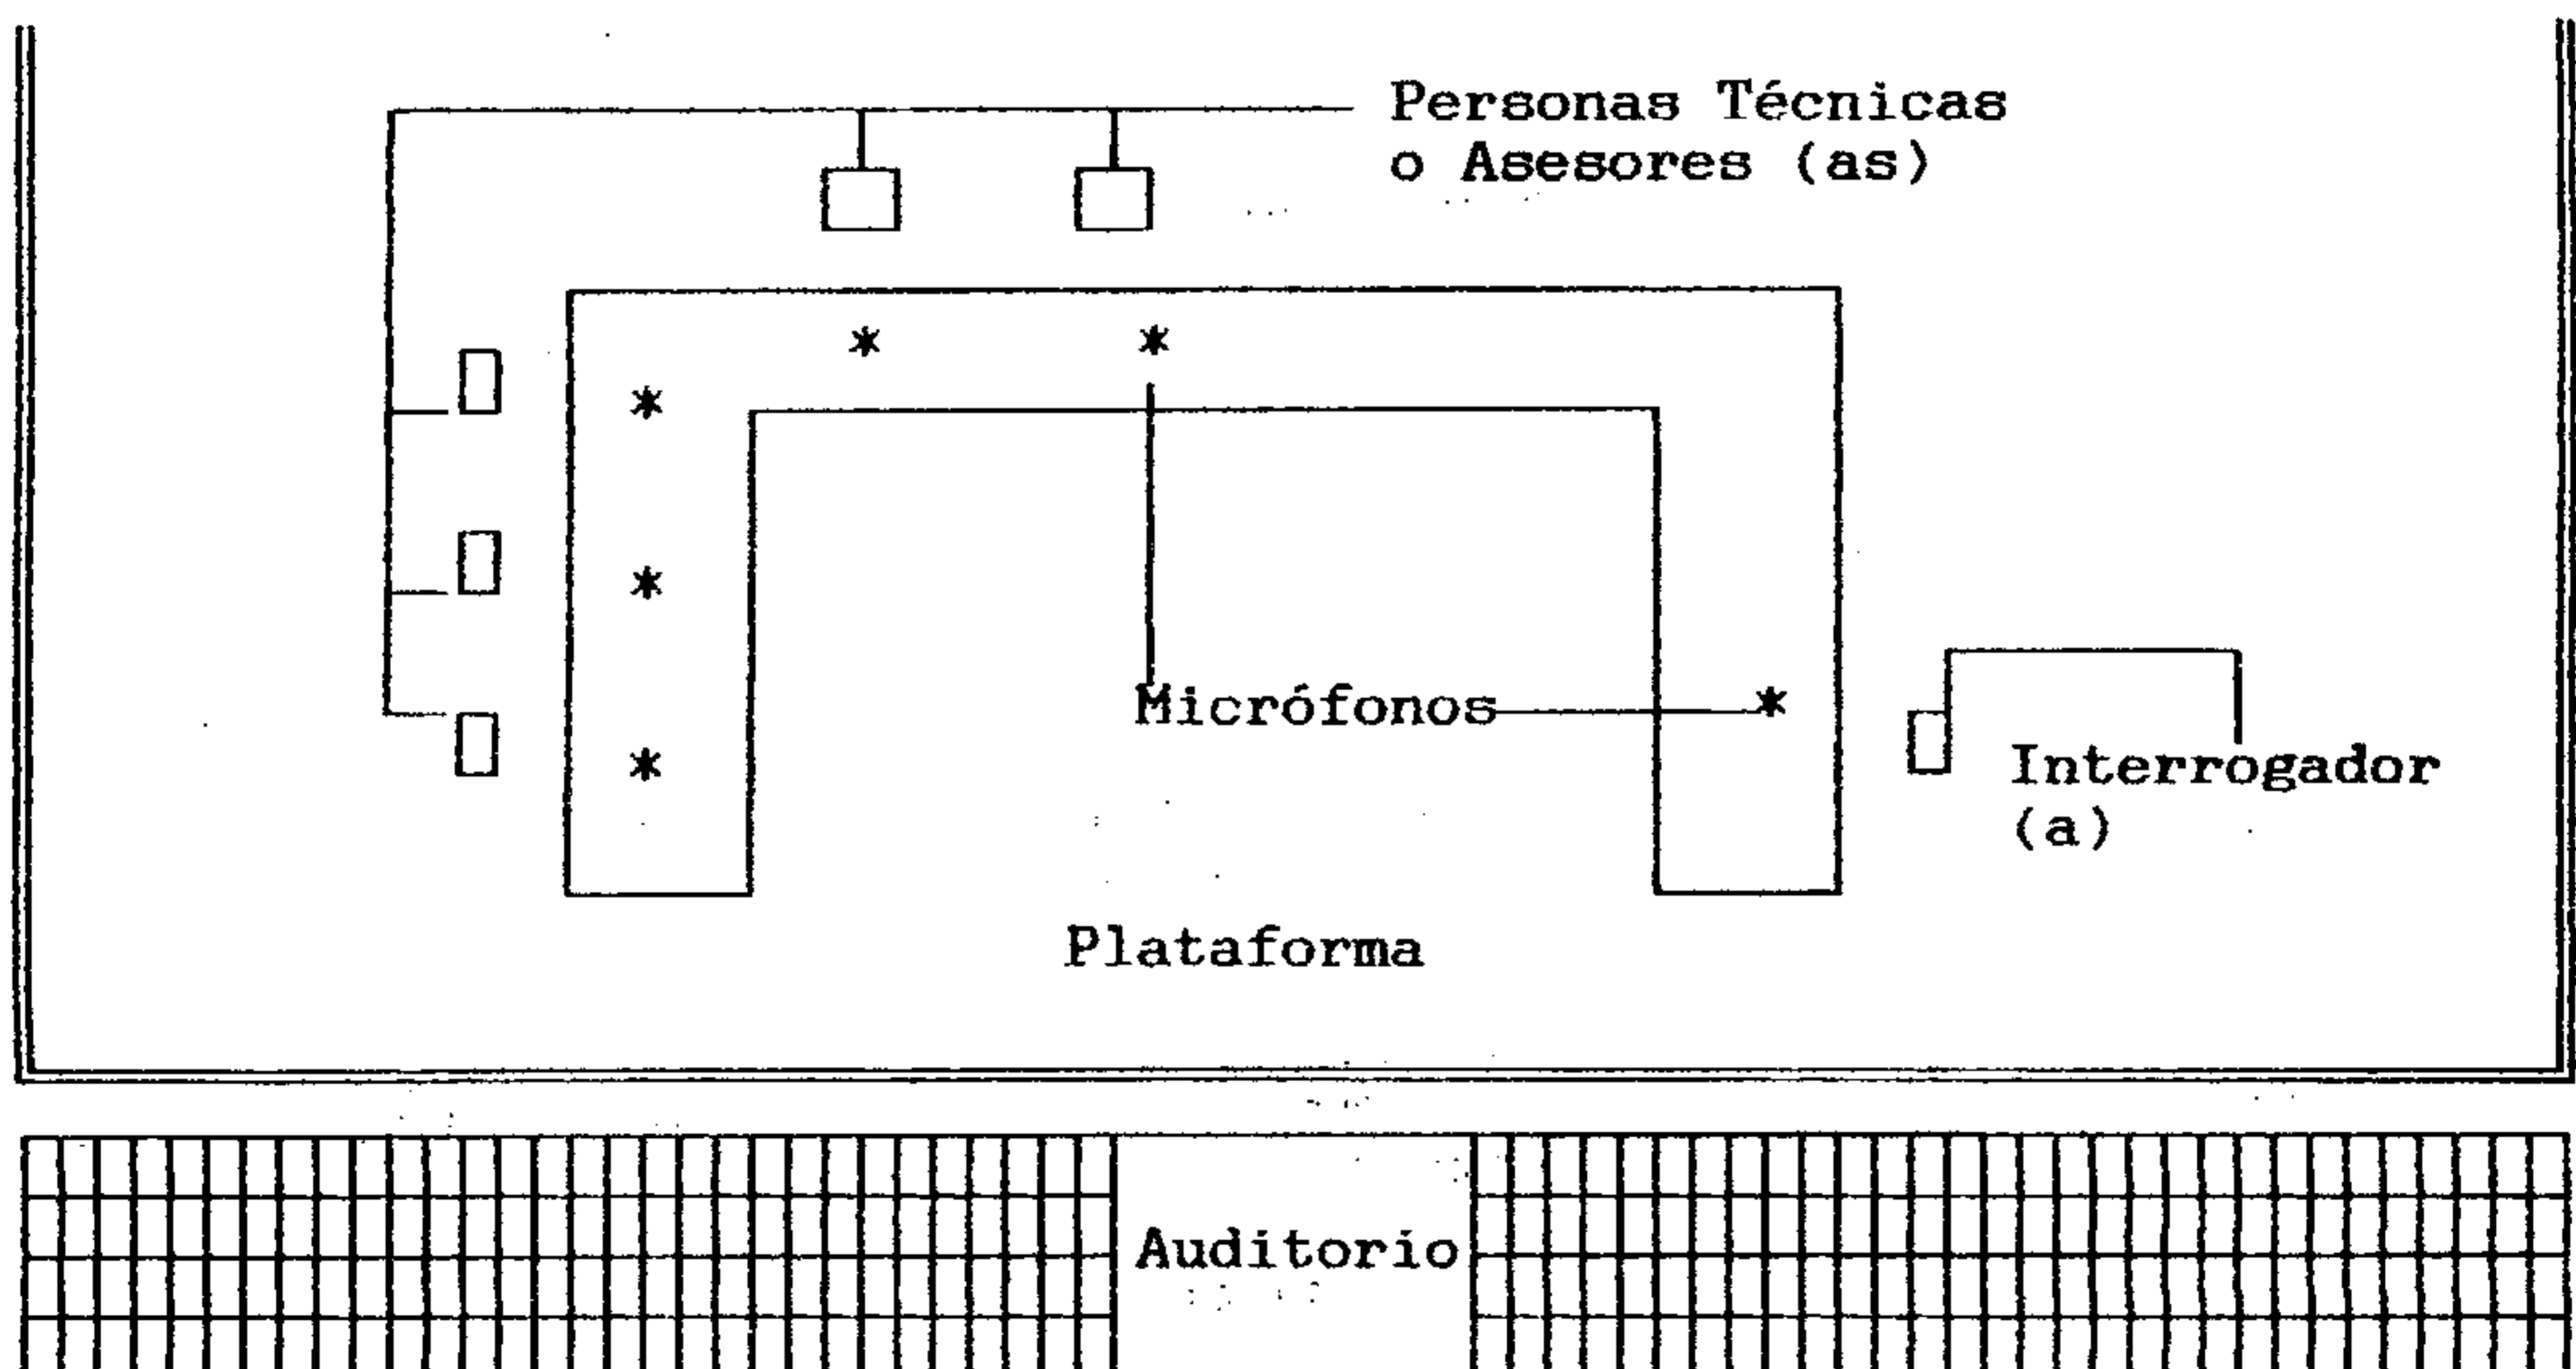 Personas Técnicas
o Asesores (as)
Micrófonos
Interrogador
(a)
Plataforma
Auditorio